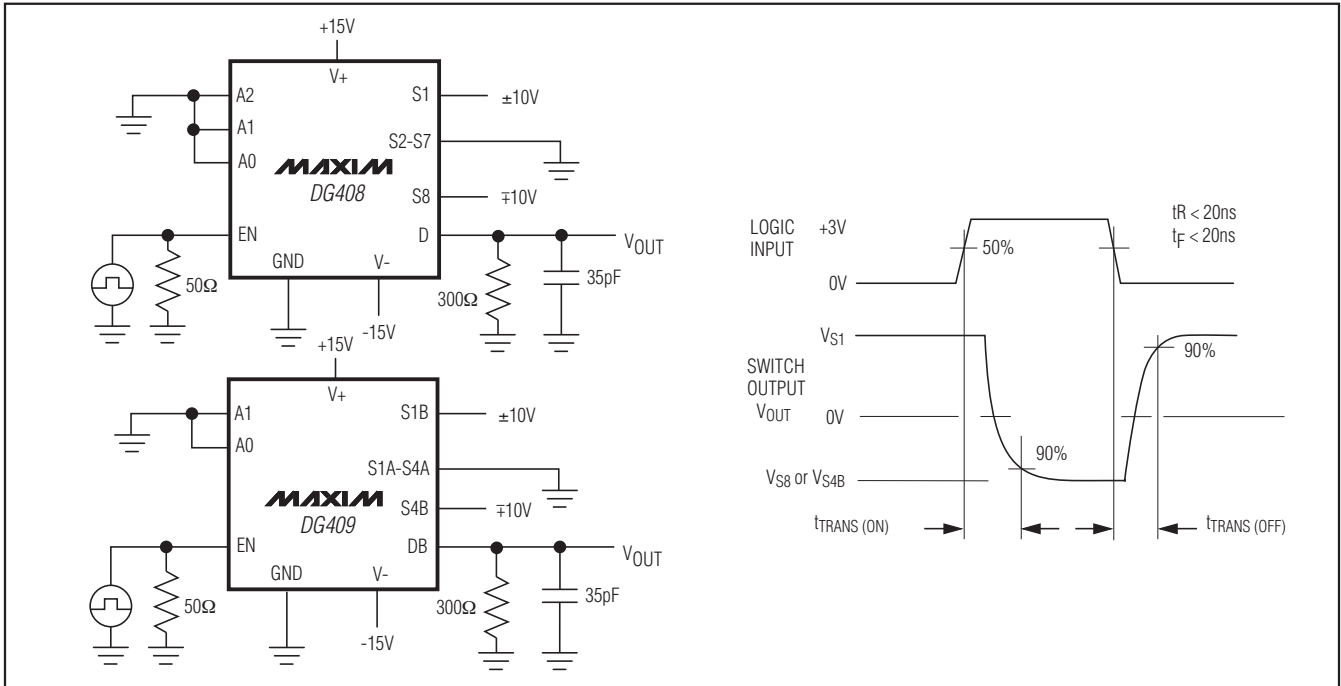 +15V
V+
A2
A1
A0
EN
GND
V-
S1
S2-S7
S8
D
MAXIM
DG408
±10V
∓10V
VOUT
50Ω
300Ω
35pF
-15V
+15V
V+
A1
A0
EN
GND
V-
S1B
S1A-S4A
S4B
DB
MAXIM
DG409
±10V
∓10V
VOUT
50Ω
300Ω
35pF
-15V
LOGIC
INPUT
+3V
0V
50%
tR < 20ns
tF < 20ns
VS1
SWITCH
OUTPUT
VOUT
0V
90%
90%
VS8 or VS4B
tTRANS (ON)
tTRANS (OFF)